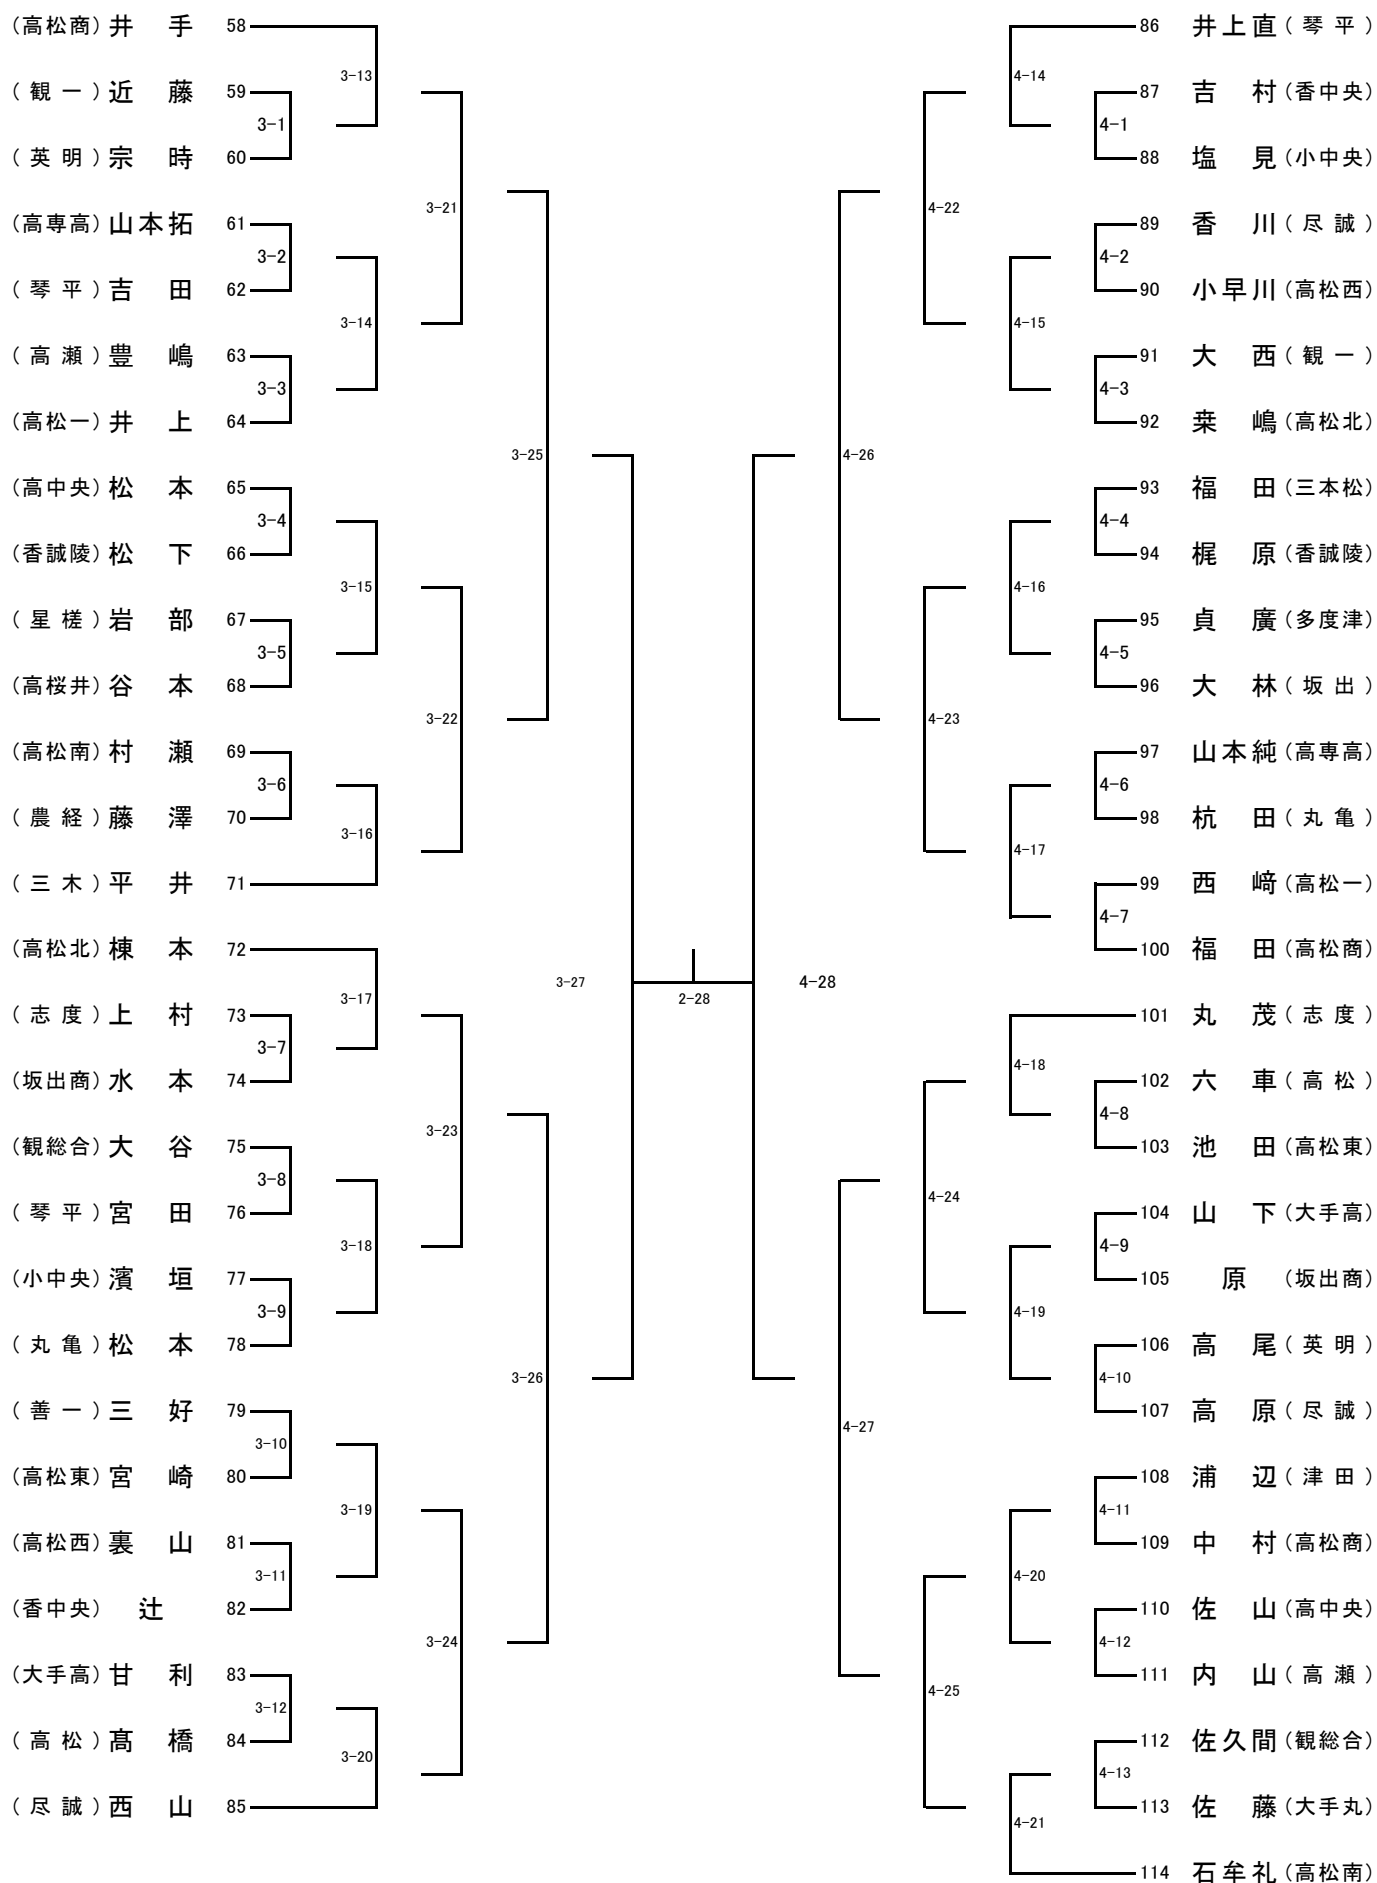 (高松商) 井 手 58
3-13
(観一) 近 藤 59
3-1
(英明) 宗 時 60
3-21
(高専高) 山本拓 61
3-2
(琴平) 吉 田 62
3-14
(高瀬) 豊 嶋 63
3-3
(高松一) 井 上 64
3-25
(高中央) 松 本 65
3-4
(香誠陵) 松 下 66
3-15
(星槎) 岩 部 67
3-5
(高桜井) 谷 本 68
3-22
(高松南) 村 瀬 69
3-6
(農経) 藤 澤 70
3-16
(三木) 平 井 71
(高松北) 棟 本 72
3-27
3-17
(志度) 上 村 73
3-7
(坂出商) 水 本 74
3-23
(観総合) 大 谷 75
3-8
(琴平) 宮 田 76
3-18
(小中央) 濱 垣 77
3-9
(丸亀) 松 本 78
3-26
(善一) 三 好 79
3-10
(高松東) 宮 崎 80
3-19
(高松西) 裏 山 81
3-11
(香中央) 辻 82
3-24
(大手高) 甘 利 83
3-12
(高松) 髙 橋 84
3-20
(尽誠) 西 山 85
2-28
86 井上直 (琴平)
4-14
87 吉 村 (香中央)
4-1
88 塩 見 (小中央)
4-22
89 香 川 (尽誠)
4-2
90 小早川 (高松西)
4-15
91 大 西 (観一)
4-3
92 桒 嶋 (高松北)
4-26
93 福 田 (三本松)
4-4
94 梶 原 (香誠陵)
4-16
95 貞 廣 (多度津)
4-5
96 大 林 (坂出)
4-23
97 山本純 (高専高)
4-6
98 杭 田 (丸亀)
4-17
99 西 﨑 (高松一)
4-7
100 福 田 (高松商)
4-28
101 丸 茂 (志度)
4-18
102 六 車 (高松)
4-8
103 池 田 (高松東)
4-24
104 山 下 (大手高)
4-9
105 原 (坂出商)
4-19
106 高 尾 (英明)
4-10
107 高 原 (尽誠)
4-27
108 浦 辺 (津田)
4-11
109 中 村 (高松商)
4-20
110 佐 山 (高中央)
4-12
111 内 山 (高瀬)
4-25
112 佐久間 (観総合)
4-13
113 佐 藤 (大手丸)
4-21
114 石牟礼 (高松南)